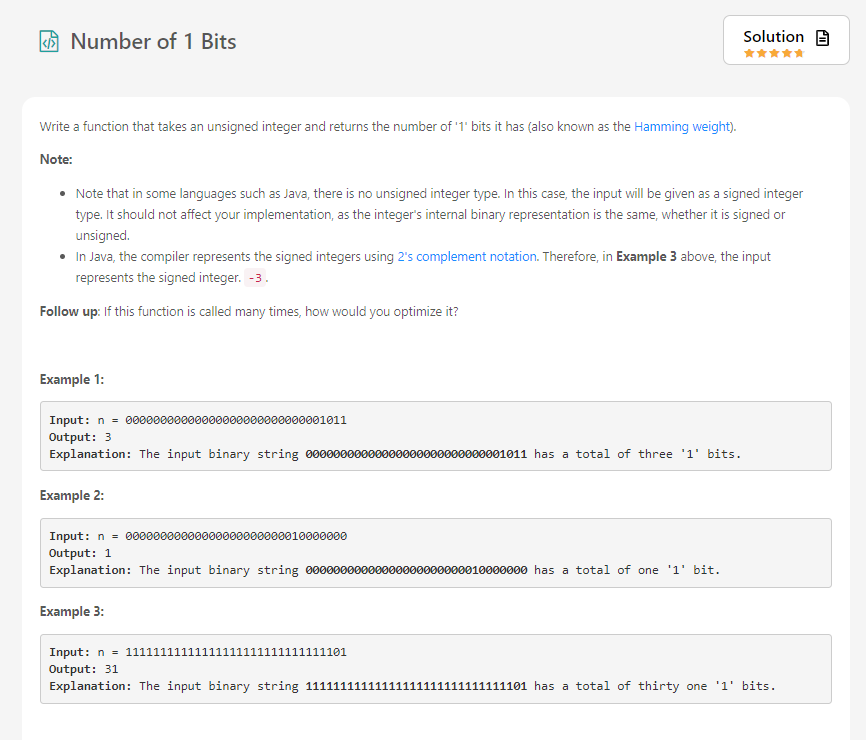 Number of 1 Bits
Solution
Write a function that takes an unsigned integer and returns the number of '1' bits it has (also known as the Hamming weight).
Note:
Note that in some languages such as Java, there is no unsigned integer type. In this case, the input will be given as a signed integer
type. It should not affect your implementation, as the integer's internal binary representation is the same, whether it is signed or
unsigned.
In Java, the compiler represents the signed integers using 2's complement notation. Therefore, in Example 3 above, the input
represents the signed integer. -3.
Follow up: If this function is called many times, how would you optimize it?
Example 1:
Input: n = 00000000000000000000000000001011
Output: 3
Explanation: The input binary string 00000000000000000000000000001011 has a total of three '1' bits.
Example 2:
Input: n = 00000000000000000000000010000000
Output: 1
Explanation: The input binary string 00000000000000000000000010000000 has a total of one '1' bit.
Example 3:
Input: n = 11111111111111111111111111111101
Output: 31
Explanation: The input binary string 11111111111111111111111111111101 has a total of thirty one '1' bits.